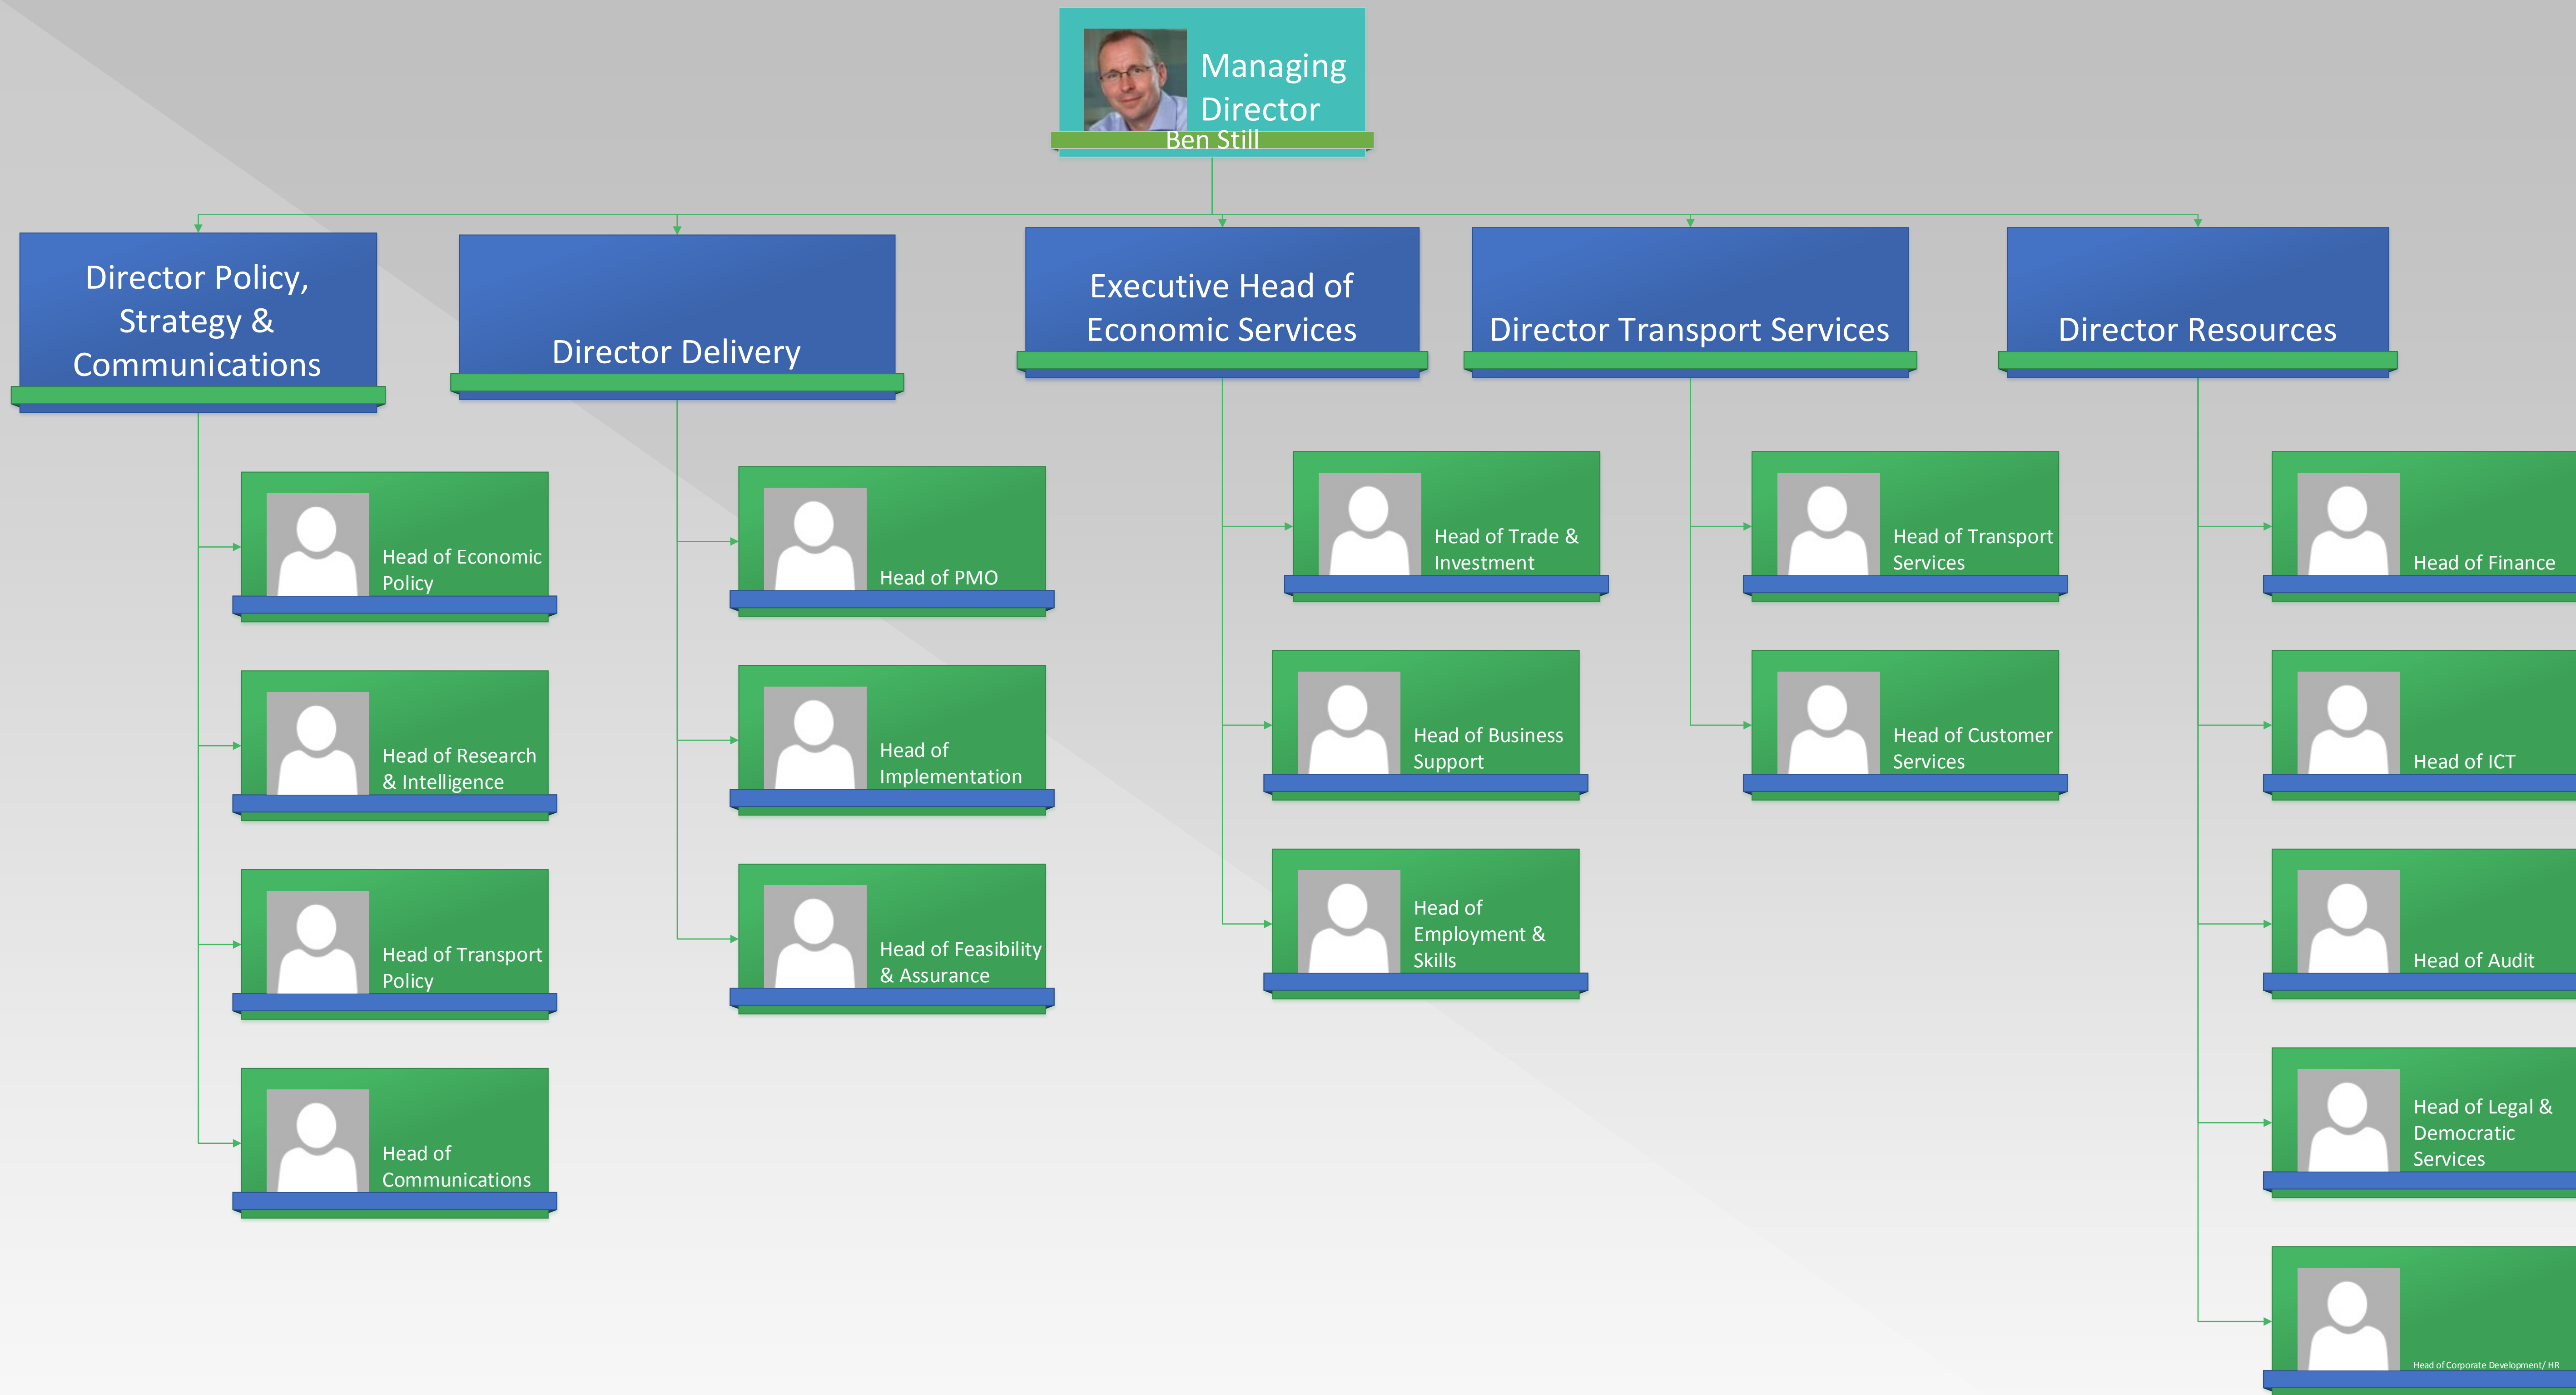 Managing
Director
Ben Still
Director Policy,
Strategy &
Communications
Director Delivery
Executive Head of
Economic Services
Director Transport Services
Director Resources
Head of Economic
Policy
Head of Research
& Intelligence
Head of Transport
Policy
Head of
Communications
Head of PMO
Head of
Implementation
Head of Feasibility
& Assurance
Head of Trade &
Investment
Head of Business
Support
Head of
Employment &
Skills
Head of Transport
Services
Head of Customer
Services
Head of Finance
Head of ICT
Head of Audit
Head of Legal &
Democratic
Services
Head of Corporate Development/ HR